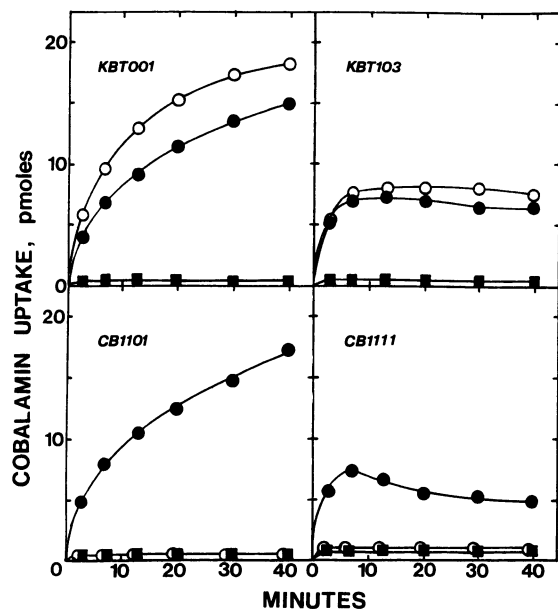 20
KBT001
KBT103
10
0
20
CB1101
CB1111
10
0
0 10 20 30 40
0 10 20 30 40
COBALAMIN UPTAKE, pmoles
MINUTES